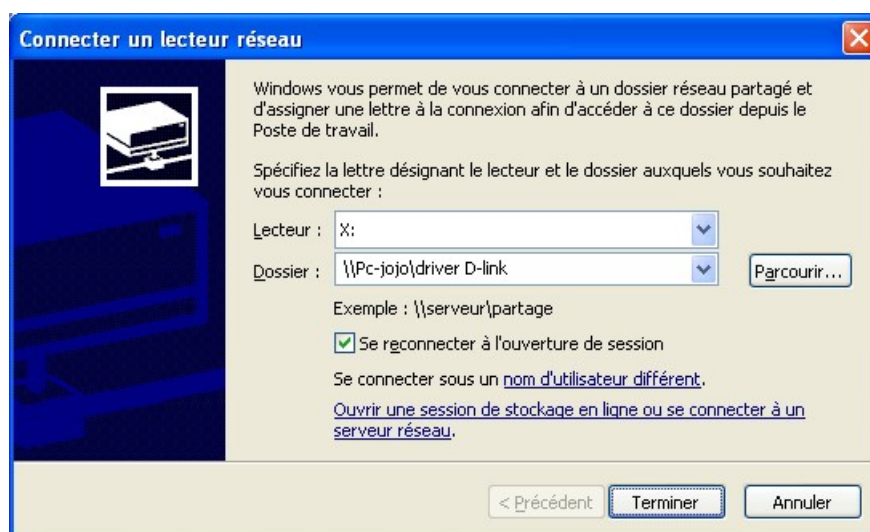 Connecter un lecteur réseau
Windows vous permet de vous connecter à un dossier réseau partagé et
d'assigner une lettre à la connexion afin d'accéder à ce dossier depuis le
Poste de travail.
Spécifiez la lettre désignant le lecteur et le dossier auxquels vous souhaitez
vous connecter :
Lecteur : X:
Dossier : \\Pc-jojo\driver D-link Parcourir...
Exemple : \\serveur\partage
Se reconnecter à l'ouverture de session
Se connecter sous un nom d'utilisateur différent.
Ouvrir une session de stockage en ligne ou se connecter à un
serveur réseau.
< Précédent Terminer Annuler